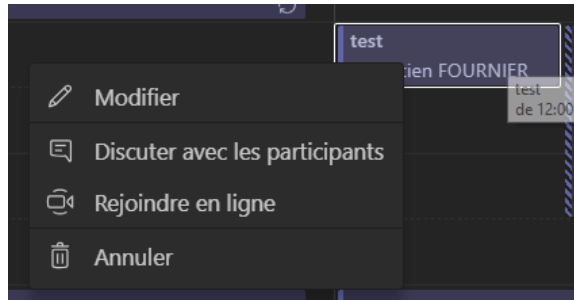 test
tien FOURNIER
test
de 12:00
Modifier
Discuter avec les participants
Rejoindre en ligne
Annuler